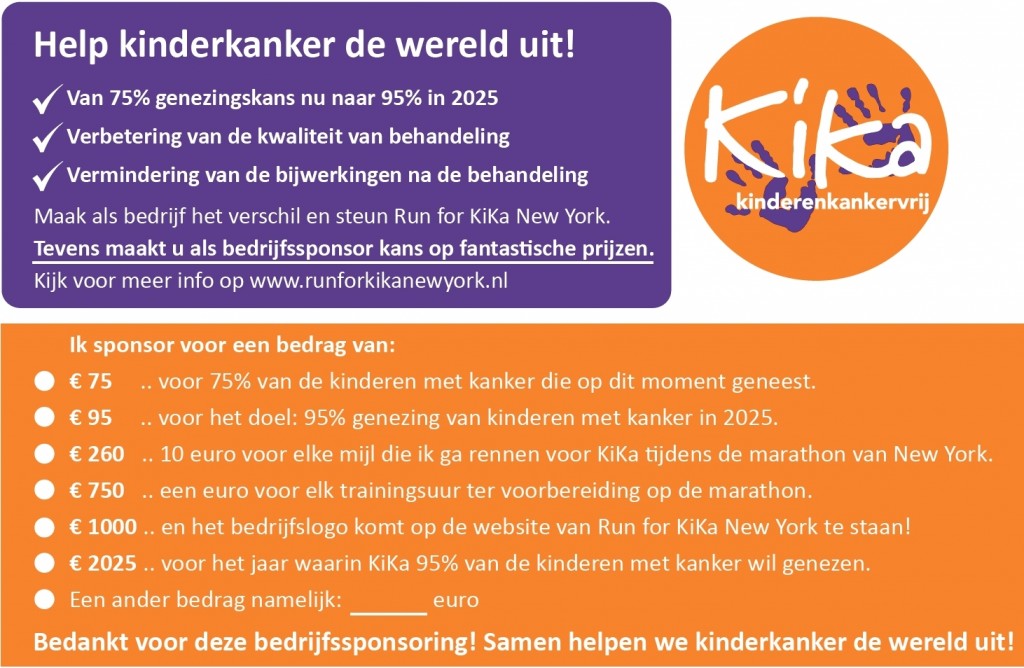 Help kinderkanker de wereld uit!
Van 75% genezingskans nu naar 95% in 2025
Verbetering van de kwaliteit van behandeling
Vermindering van de bijwerkingen na de behandeling
Maak als bedrijf het verschil en steun Run for KiKa New York.
Tevens maakt u als bedrijfssponsor kans op fantastische prijzen.
Kijk voor meer info op www.runforkikanewyork.nl
KiKa
kinderenkankervrij
Ik sponsor voor een bedrag van:
€ 75 .. voor 75% van de kinderen met kanker die op dit moment geneest.
€ 95 .. voor het doel: 95% genezing van kinderen met kanker in 2025.
€ 260 .. 10 euro voor elke mijl die ik ga rennen voor KiKa tijdens de marathon van New York.
€ 750 .. een euro voor elk trainingsuur ter voorbereiding op de marathon.
€ 1000 .. en het bedrijfslogo komt op de website van Run for KiKa New York te staan!
€ 2025 .. voor het jaar waarin KiKa 95% van de kinderen met kanker wil genezen.
Een ander bedrag namelijk: ______ euro
Bedankt voor deze bedrijfssponsoring! Samen helpen we kinderkanker de wereld uit!